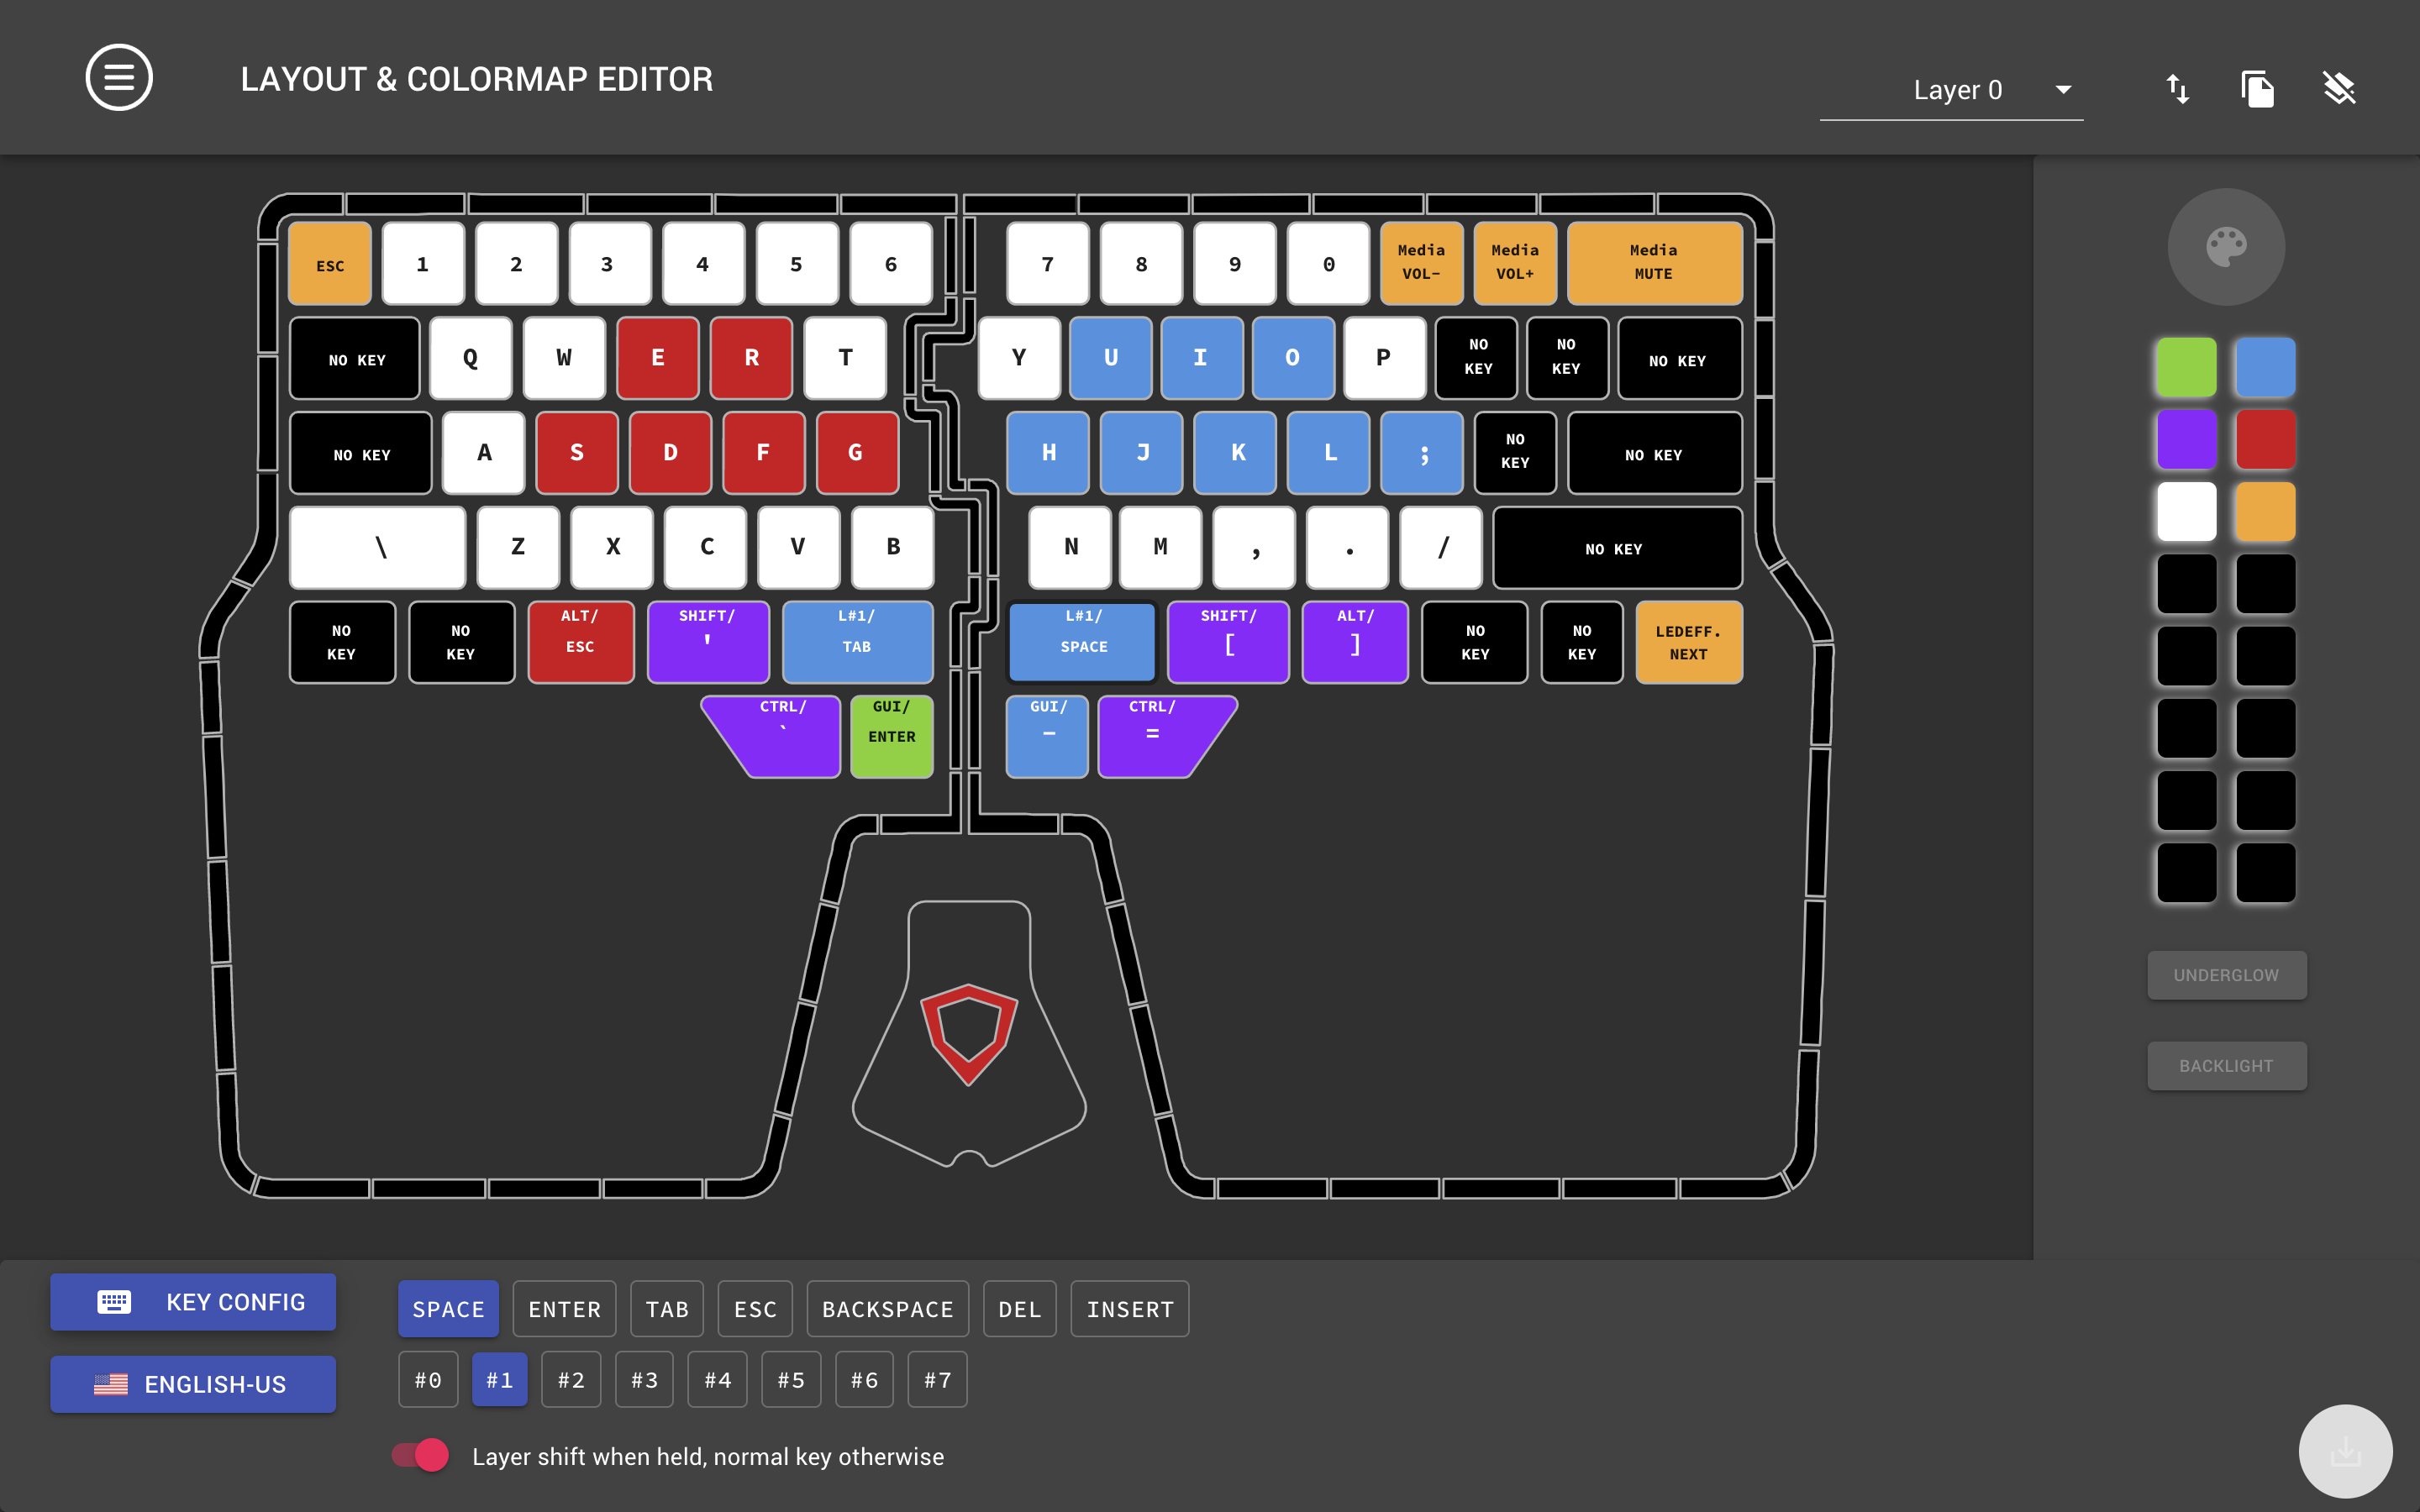 LAYOUT & COLORMAP EDITOR
Layer 0
ESC 1 2 3 4 5 6 7 8 9 0 Media VOL- Media VOL+ Media MUTE
NO KEY Q W E R T Y U I O P NO KEY NO KEY NO KEY
NO KEY A S D F G H J K L ; NO KEY NO KEY
\ Z X C V B N M , . / NO KEY
NO KEY NO KEY ALT/ ESC SHIFT/ ' L#1/ TAB L#1/ SPACE SHIFT/ [ ALT/ ] NO KEY NO KEY LEDEFF. NEXT
CTRL/ ` GUI/ ENTER GUI/ - CTRL/ =
UNDERGLOW
BACKLIGHT
KEY CONFIG
ENGLISH-US
SPACE ENTER TAB ESC BACKSPACE DEL INSERT
#0 #1 #2 #3 #4 #5 #6 #7
Layer shift when held, normal key otherwise